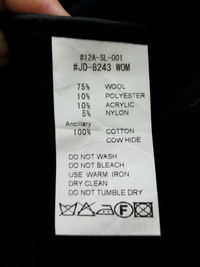 #12A-SL-001
#JD-8243 WOM
75% WOOL
10% POLYESTER
10% ACRYLIC
5% NYLON
Ancillary
100% COTTON
COW HIDE
DO NOT WASH
DO NOT BLEACH
USE WARM IRON
DRY CLEAN
DO NOT TUMBLE DRY
F